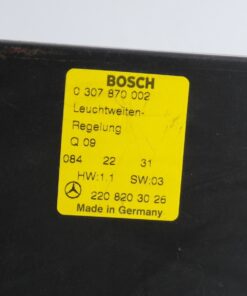 BOSCH
0 307 870 002
Leuchtweiten-
Regelung
Q 09
084 22 31
HW:1.1 SW:03
220 820 30 26
Made in Germany